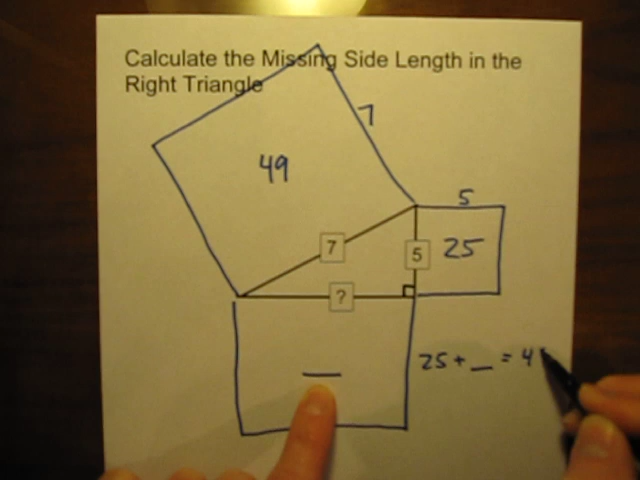 Calculate the Missing Side Length in the
Right Triangle
7
49
5
7
5
25
?
25 + _ = 4
_